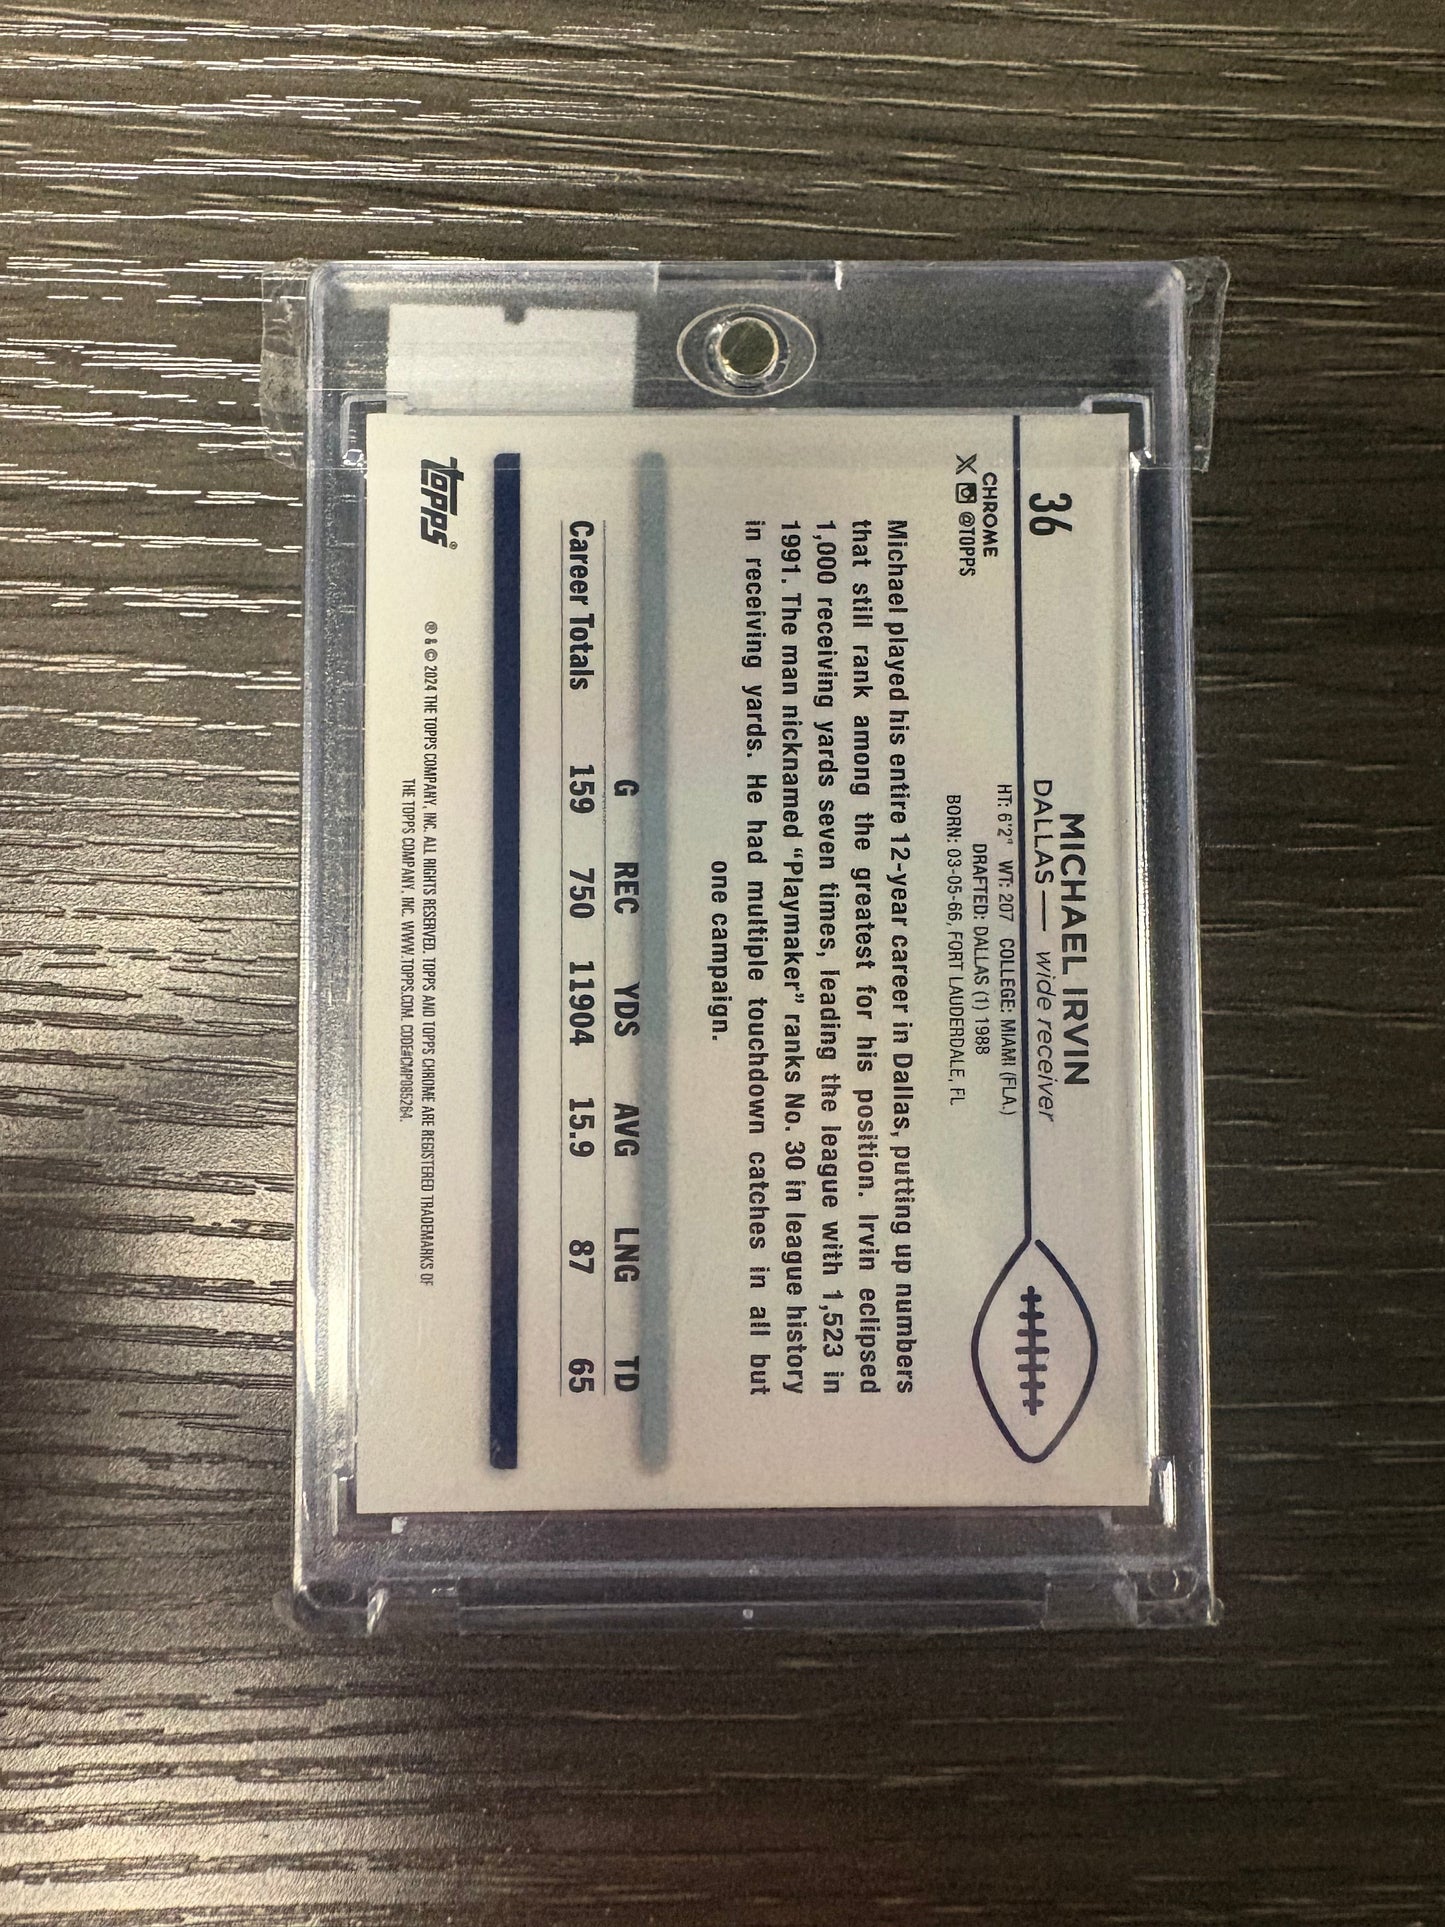 36
MICHAEL IRVIN
DALLAS — wide receiver
CHROME
X @TOPPS
HT: 6'2" WT: 207 COLLEGE: MIAMI (FLA.)
DRAFTED: DALLAS (1) 1988
BORN: 03-05-66, FORT LAUDERDALE, FL
Michael played his entire 12-year career in Dallas, putting up numbers
that still rank among the greatest for his position. Irvin eclipsed
1,000 receiving yards seven times, leading the league with 1,523 in
1991. The man nicknamed “Playmaker” ranks No. 30 in league history
in receiving yards. He had multiple touchdown catches in all but
one campaign.
G REC YDS AVG LNG TD
Career Totals 159 750 11904 15.9 87 65
topps®
® & © 2024 THE TOPPS COMPANY, INC. ALL RIGHTS RESERVED. TOPPS AND TOPPS CHROME ARE REGISTERED TRADEMARKS OF
THE TOPPS COMPANY, INC. WWW.TOPPS.COM. CODE#CMP085264.